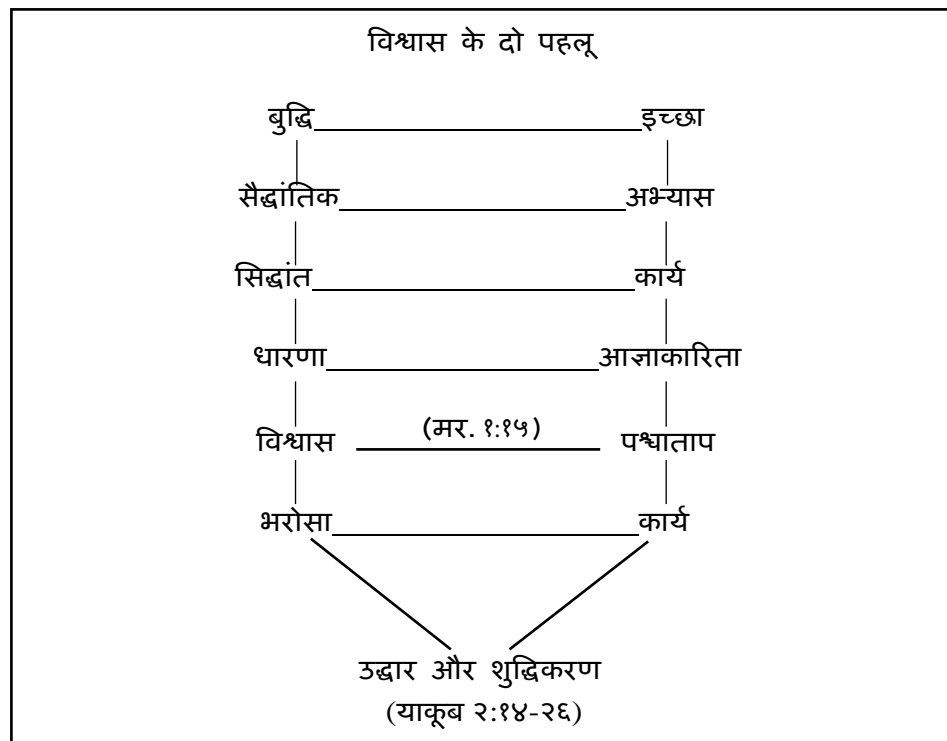 विश्वास के दो पहलू
बुद्धि इच्छा
सैद्धांतिक अभ्यास
सिद्धांत कार्य
धारणा आज्ञाकारिता
विश्वास (मर. १:१५) पश्चाताप
भरोसा कार्य
उद्धार और शुद्धिकरण
(याकूब २:१४-२६)